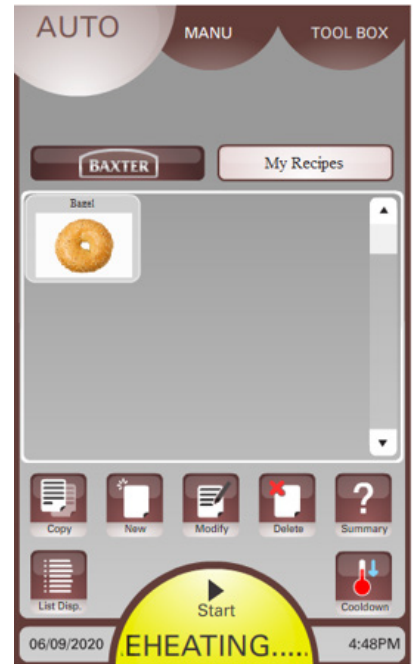 AUTO MANU TOOL BOX
BAXTER My Recipes
Bagel
Copy New Modify Delete ? Summary
List Disp. Start Cooldown
06/09/2020 EHEATING..... 4:48PM